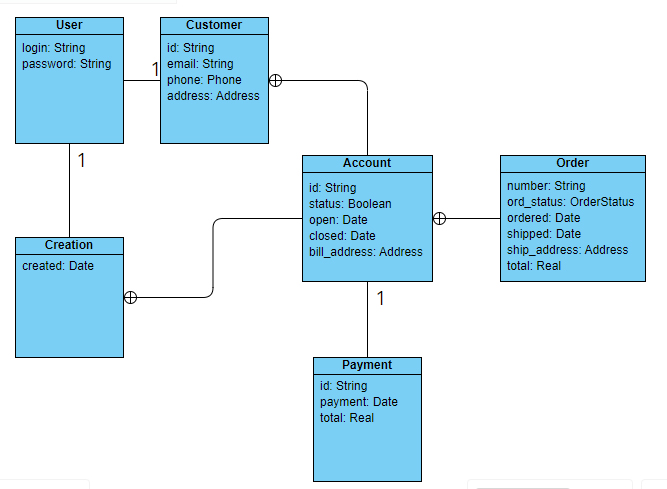 User
login: String
password: String
1
Customer
id: String
email: String
phone: Phone
address: Address
1
Account
id: String
status: Boolean
open: Date
closed: Date
bill_address: Address
Order
number: String
ord_status: OrderStatus
ordered: Date
shipped: Date
ship_address: Address
total: Real
Creation
created: Date
1
Payment
id: String
payment: Date
total: Real